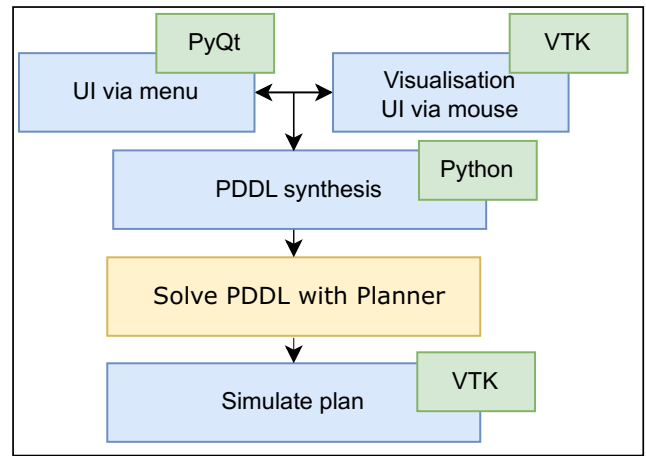 PyQt
VTK
UI via menu
Visualisation
UI via mouse
Python
PDDL synthesis
Solve PDDL with Planner
VTK
Simulate plan